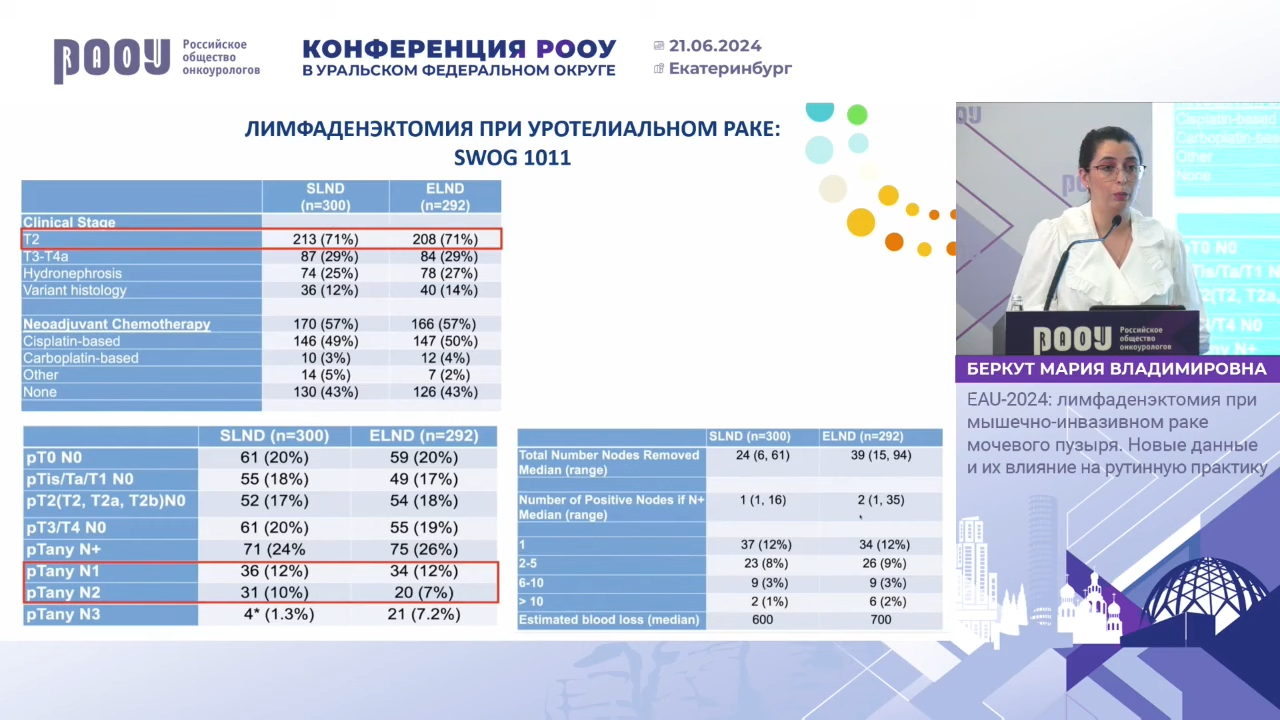 РООУ
Российское
общество
онкоурологов
КОНФЕРЕНЦИЯ РООУ
В УРАЛЬСКОМ ФЕДЕРАЛЬНОМ ОКРУГЕ
21.06.2024
Екатеринбург
ЛИМФАДЕНЭКТОМИЯ ПРИ УРОТЕЛИАЛЬНОМ РАКЕ:
SWOG 1011
SLND (n=300) ELND (n=292)
Clinical Stage
T2 213 (71%) 208 (71%)
T3-T4a 87 (29%) 84 (29%)
Hydronephrosis 74 (25%) 78 (27%)
Variant histology 36 (12%) 40 (14%)
Neoadjuvant Chemotherapy 170 (57%) 166 (57%)
Cisplatin-based 146 (49%) 147 (50%)
Carboplatin-based 10 (3%) 12 (4%)
Other 14 (5%) 7 (2%)
None 130 (43%) 126 (43%)
SLND (n=300) ELND (n=292)
pT0 N0 61 (20%) 59 (20%)
pTis/Ta/T1 N0 55 (18%) 49 (17%)
pT2(T2, T2a, T2b)N0 52 (17%) 54 (18%)
pT3/T4 N0 61 (20%) 55 (19%)
pTany N+ 71 (24% 75 (26%)
pTany N1 36 (12%) 34 (12%)
pTany N2 31 (10%) 20 (7%)
pTany N3 4* (1.3%) 21 (7.2%)
SLND (n=300) ELND (n=292)
Total Number Nodes Removed 24 (6, 61) 39 (15, 94)
Median (range)
Number of Positive Nodes if N+ 1 (1, 16) 2 (1, 35)
Median (range)
1 37 (12%) 34 (12%)
2-5 23 (8%) 26 (9%)
6-10 9 (3%) 9 (3%)
> 10 2 (1%) 6 (2%)
Estimated blood loss (median) 600 700
Cisplatin-based
Carboplatin-based
Other
None
pT0 N0
РООУ
Российское
общество
онкоурологов
БЕРКУТ МАРИЯ ВЛАДИМИРОВНА
EAU-2024: лимфаденэктомия при
мышечно-инвазивном раке
мочевого пузыря. Новые данные
и их влияние на рутинную практику